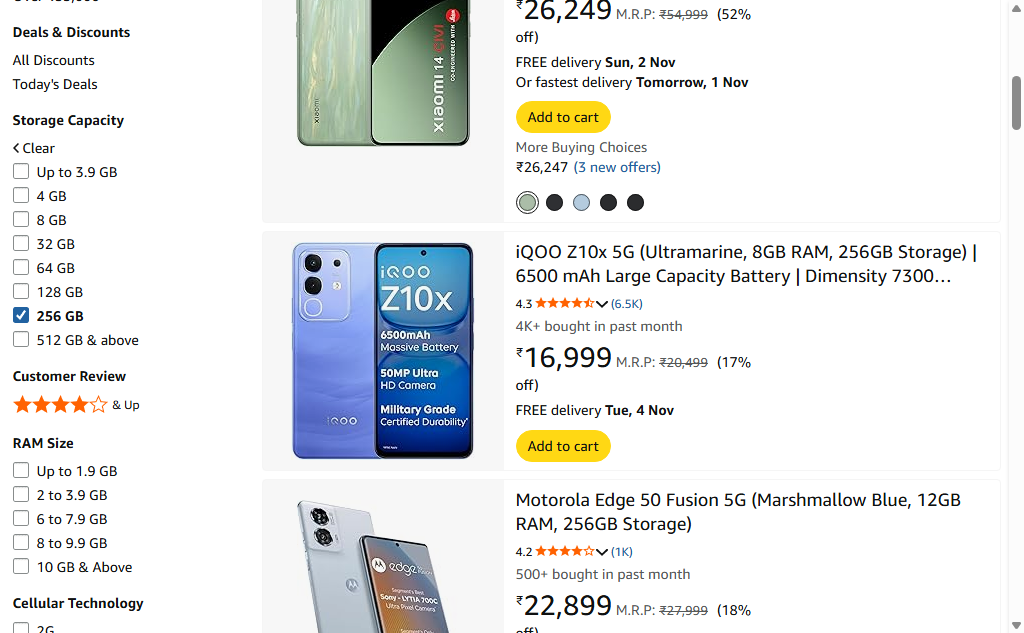 Deals & Discounts
All Discounts
Today's Deals
Storage Capacity
Clear
Up to 3.9 GB
4 GB
8 GB
32 GB
64 GB
128 GB
256 GB
512 GB & above
Customer Review
& Up
RAM Size
Up to 1.9 GB
2 to 3.9 GB
6 to 7.9 GB
8 to 9.9 GB
10 GB & Above
Cellular Technology
2G
xiaomi
XIAOMI 14 CIVI
CO-ENGINEERED WITH
₹26,249 M.R.P: ₹54,999 (52%
off)
FREE delivery Sun, 2 Nov
Or fastest delivery Tomorrow, 1 Nov
Add to cart
More Buying Choices
₹26,247 (3 new offers)
iQOO
iQOO
Z10x
6500mAh
Massive Battery
50MP Ultra
HD Camera
Military Grade
Certified Durability*
iQOO Z10x 5G (Ultramarine, 8GB RAM, 256GB Storage) |
6500 mAh Large Capacity Battery | Dimensity 7300…
4.3 (6.5K)
4K+ bought in past month
₹16,999 M.R.P: ₹20,499 (17%
off)
FREE delivery Tue, 4 Nov
Add to cart
edge
Segment's Best
Sony - LYTIA 700C
Ultra Pixel Camera
Motorola Edge 50 Fusion 5G (Marshmallow Blue, 12GB
RAM, 256GB Storage)
4.2 (1K)
500+ bought in past month
₹22,899 M.R.P: ₹27,999 (18%
off)